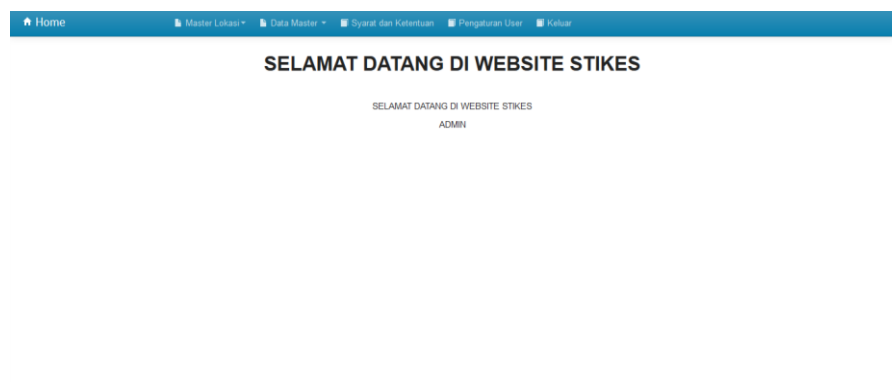 Home Master Lokasi Data Master Syarat dan Ketentuan Pengaturan User Keluar
SELAMAT DATANG DI WEBSITE STIKES
SELAMAT DATANG DI WEBSITE STIKES
ADMIN